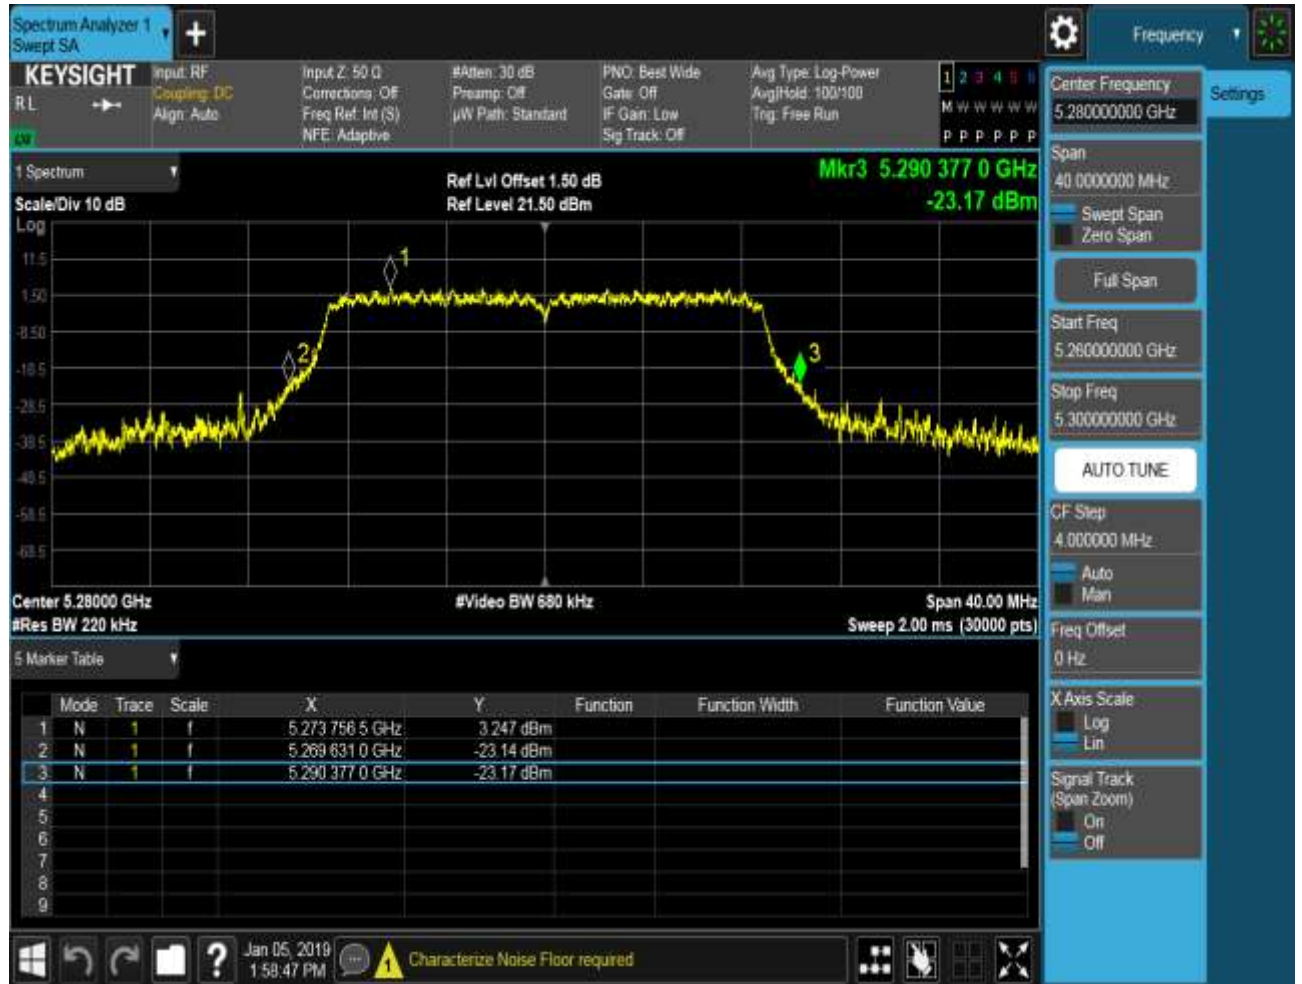 Spectrum Analyzer 1
Swept SA
Frequency
KEYSIGHT
R L
Input: RF
Coupling: DC
Align: Auto
Input Z: 50 Ω
Corrections: Off
Freq Ref: Int (S)
NFE: Adaptive
#Atten: 30 dB
Preamp: Off
µW Path: Standard
PNO: Best Wide
Gate: Off
IF Gain: Low
Sig Track: Off
Avg Type: Log-Power
Avg|Hold: 100/100
Trig: Free Run
1 2 3 4 5 6
M W W W W W
P P P P P P
1 Spectrum
Scale/Div 10 dB
Ref Lvl Offset 1.50 dB
Ref Level 21.50 dBm
Mkr3 5.290 377 0 GHz
-23.17 dBm
Log
11.5
1.50
-8.50
-18.5
-28.5
-38.5
-48.5
-58.5
-68.5
1
2
3
Center 5.28000 GHz
#Res BW 220 kHz
#Video BW 680 kHz
Span 40.00 MHz
Sweep 2.00 ms (30000 pts)
5 Marker Table
Mode Trace Scale X Y Function Function Width Function Value
1 N 1 f 5.273 756 5 GHz 3.247 dBm
2 N 1 f 5.269 631 0 GHz -23.14 dBm
3 N 1 f 5.290 377 0 GHz -23.17 dBm
4
5
6
7
8
9
Jan 05, 2019
1:58:47 PM
1
Characterize Noise Floor required
Center Frequency
5.280000000 GHz
Settings
Span
40.0000000 MHz
Swept Span
Zero Span
Full Span
Start Freq
5.260000000 GHz
Stop Freq
5.300000000 GHz
AUTO TUNE
CF Step
4.000000 MHz
Auto
Man
Freq Offset
0 Hz
X Axis Scale
Log
Lin
Signal Track
(Span Zoom)
On
Off